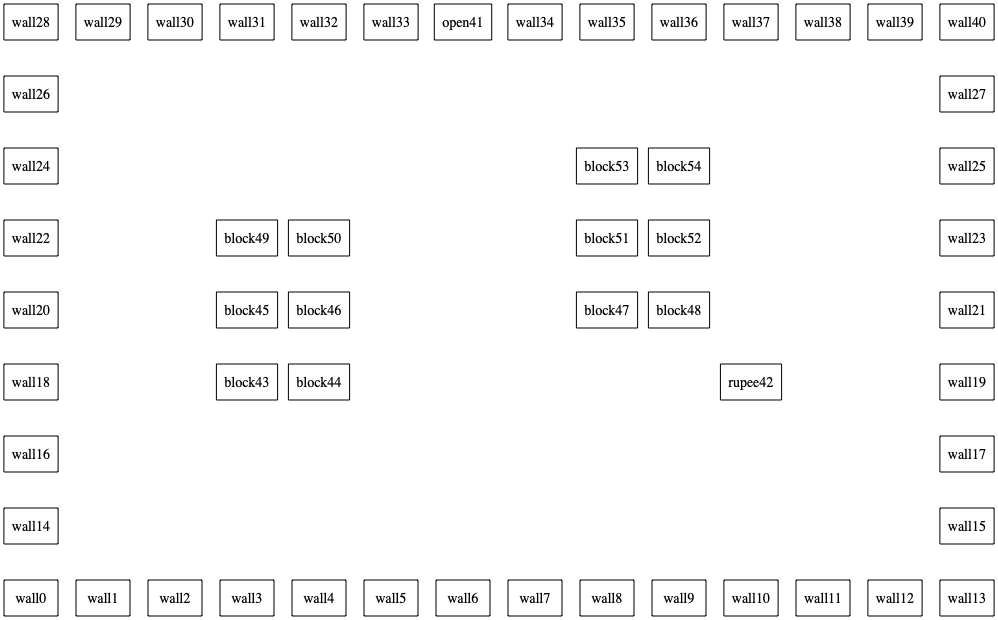 wall28 wall29 wall30 wall31 wall32 wall33 open41 wall34 wall35 wall36 wall37 wall38 wall39 wall40
wall26 wall27
wall24 block53 block54 wall25
wall22 block49 block50 block51 block52 wall23
wall20 block45 block46 block47 block48 wall21
wall18 block43 block44 rupee42 wall19
wall16 wall17
wall14 wall15
wall0 wall1 wall2 wall3 wall4 wall5 wall6 wall7 wall8 wall9 wall10 wall11 wall12 wall13